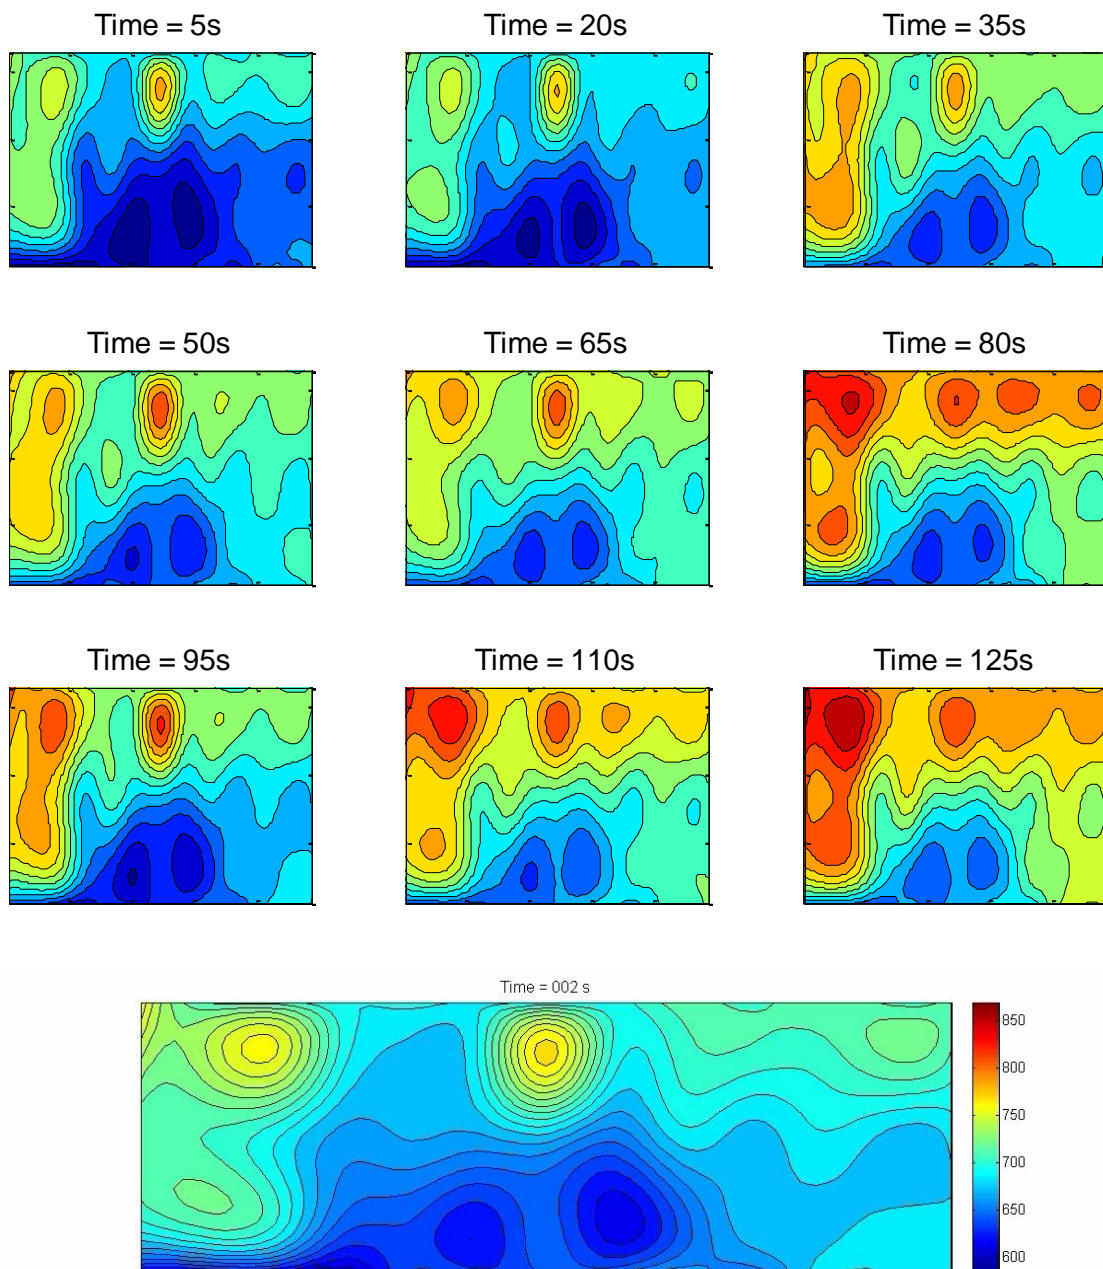 Time = 5s
Time = 20s
Time = 35s
Time = 50s
Time = 65s
Time = 80s
Time = 95s
Time = 110s
Time = 125s
Time = 002 s
850
800
750
700
650
600